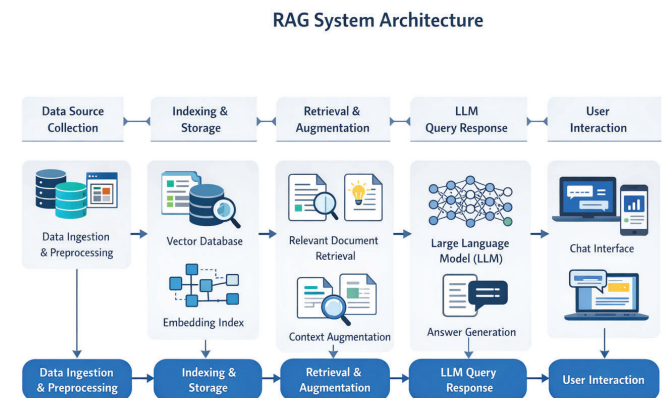 RAG System Architecture
Data Source
Collection
Indexing &
Storage
Retrieval &
Augmentation
LLM
Query Response
User
Interaction
Data Ingestion
& Preprocessing
Vector Database
Embedding Index
Relevant Document
Retrieval
Context Augmentation
Large Language
Model (LLM)
Answer Generation
Chat Interface
Data Ingestion
& Preprocessing
Indexing &
Storage
Retrieval &
Augmentation
LLM Query
Response
User Interaction